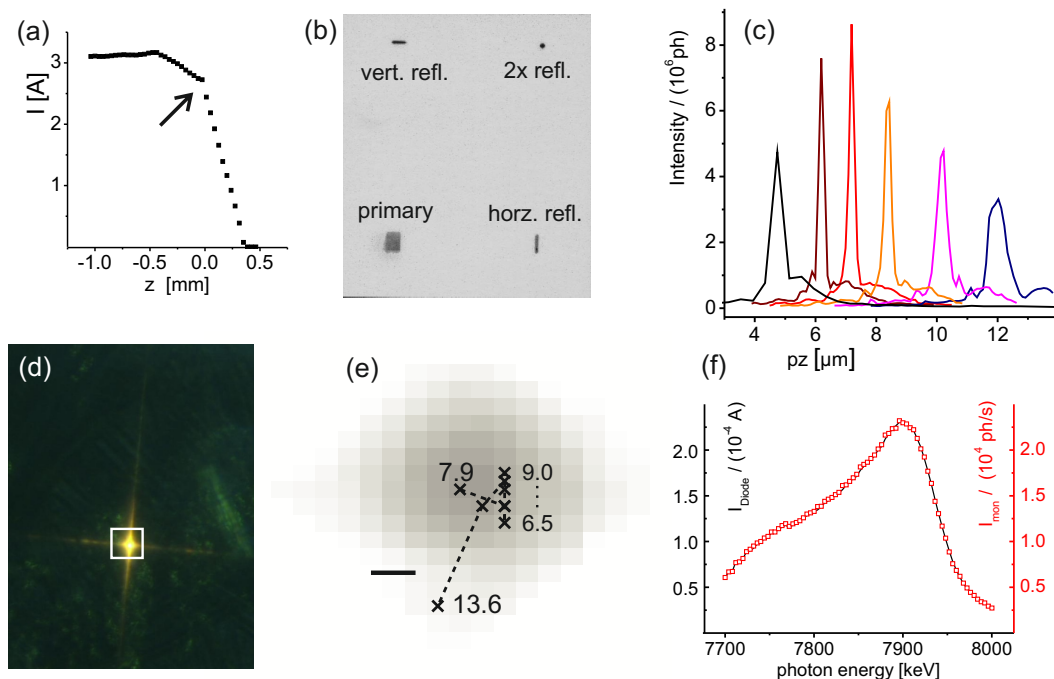 (a)
I [A]
3
2
1
-1.0 -0.5 0.0 0.5
z [mm]
(b)
vert. refl. 2x refl.
primary horz. refl.
(c)
Intensity / (10⁶ph)
8
6
4
2
0
4 6 8 10 12
pz [µm]
(d)
(e)
7.9 9.0
6.5
13.6
(f)
I_Diode / (10⁻⁴ A)
2.0
1.5
1.0
0.5
I_mon / (10⁴ ph/s)
2.0
1.5
1.0
0.5
7700 7800 7900 8000
photon energy [keV]